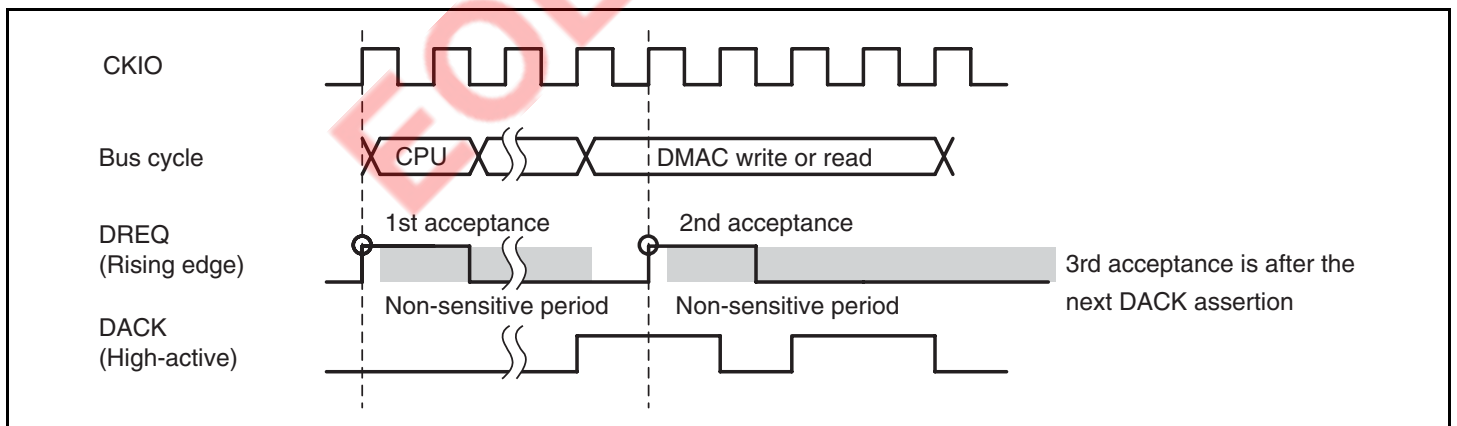 CKIO
Bus cycle
CPU
DMAC write or read
DREQ
(Rising edge)
1st acceptance
2nd acceptance
Non-sensitive period
Non-sensitive period
3rd acceptance is after the
next DACK assertion
DACK
(High-active)